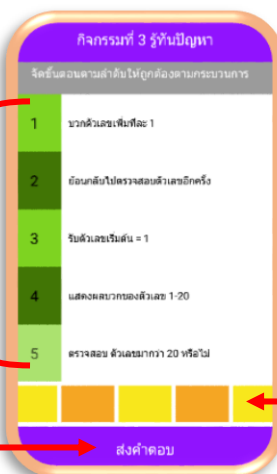 กิจกรรมที่ 3 รู้ทันปัญหา
จัดขั้นตอนตามลำดับให้ถูกต้องตามกระบวนการ
1 บวกตัวเลขเพิ่มทีละ 1
2 ย้อนกลับไปตรวจสอบตัวเลขอีกครั้ง
3 รับตัวเลขเริ่มต้น = 1
4 แสดงผลบวกของตัวเลข 1-20
5 ตรวจสอบ ตัวเลขมากว่า 20 หรือไม่
ส่งคำตอบ